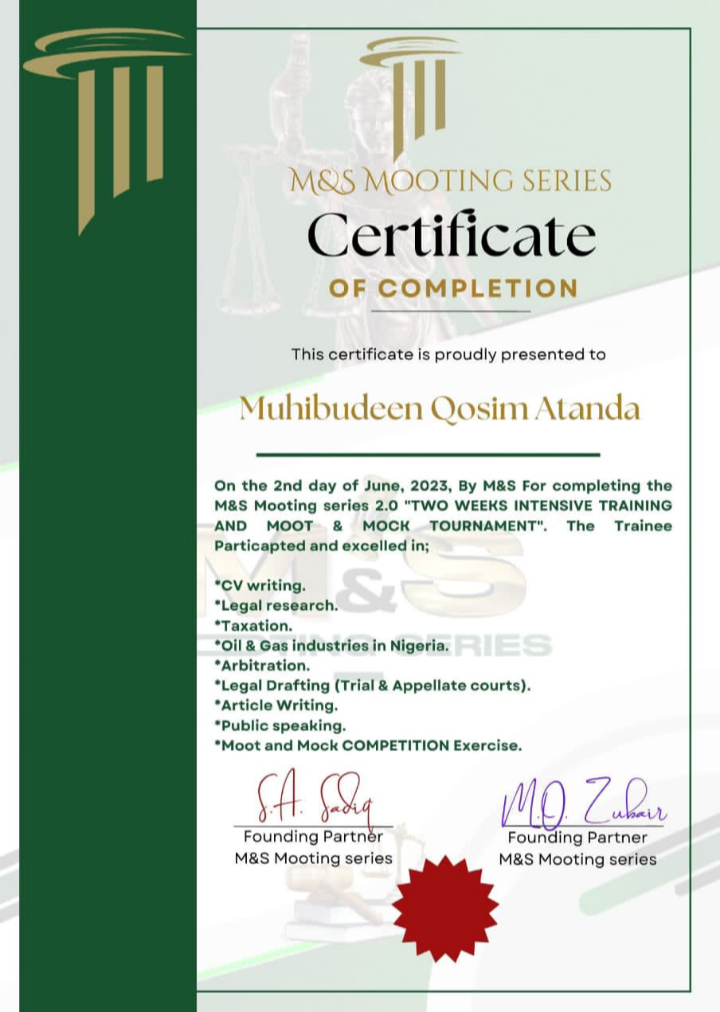 M&S MOOTING SERIES
Certificate
OF COMPLETION
This certificate is proudly presented to
Muhibudeen Qosim Atanda
On the 2nd day of June, 2023, By M&S For completing the
M&S Mooting series 2.0 "TWO WEEKS INTENSIVE TRAINING
AND MOOT & MOCK TOURNAMENT". The Trainee
Particapted and excelled in;
*CV writing.
*Legal research.
*Taxation.
*Oil & Gas industries in Nigeria.
*Arbitration.
*Legal Drafting (Trial & Appellate courts).
*Article Writing.
*Public speaking.
*Moot and Mock COMPETITION Exercise.
M&S
MOOTING SERIES
S.A. Sadiq
Founding Partner
M&S Mooting series
M.O. Zubair
Founding Partner
M&S Mooting series